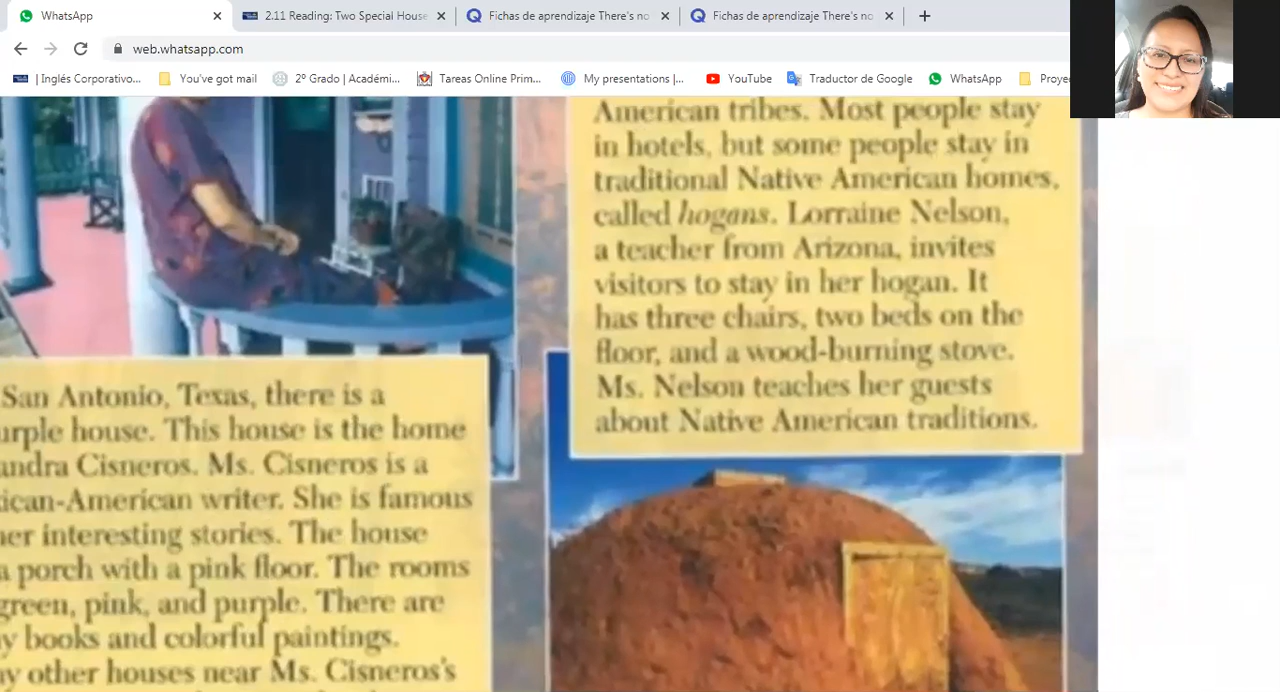 WhatsApp
2.11 Reading: Two Special House
Fichas de aprendizaje There's no
Fichas de aprendizaje There's no
web.whatsapp.com
| Inglés Corporativo...
You've got mail
2º Grado | Académi...
Tareas Online Prim...
My presentations |...
YouTube
Traductor de Google
WhatsApp
Proye
San Antonio, Texas, there is a
urple house. This house is the home
andra Cisneros. Ms. Cisneros is a
ican-American writer. She is famous
her interesting stories. The house
a porch with a pink floor. The rooms
green, pink, and purple. There are
y books and colorful paintings.
ny other houses near Ms. Cisneros's
American tribes. Most people stay
in hotels, but some people stay in
traditional Native American homes,
called hogans. Lorraine Nelson,
a teacher from Arizona, invites
visitors to stay in her hogan. It
has three chairs, two beds on the
floor, and a wood-burning stove.
Ms. Nelson teaches her guests
about Native American traditions.